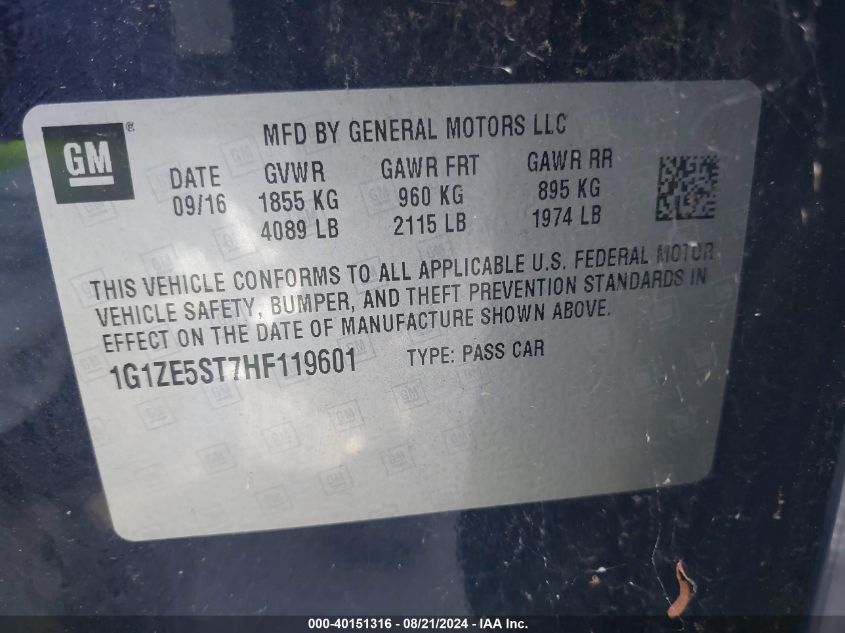 GM ®
MFD BY GENERAL MOTORS LLC
DATE GVWR GAWR FRT GAWR RR
09/16 1855 KG 960 KG 895 KG
4089 LB 2115 LB 1974 LB
THIS VEHICLE CONFORMS TO ALL APPLICABLE U.S. FEDERAL MOTOR
VEHICLE SAFETY, BUMPER, AND THEFT PREVENTION STANDARDS IN
EFFECT ON THE DATE OF MANUFACTURE SHOWN ABOVE.
1G1ZE5ST7HF119601 TYPE: PASS CAR
000-40151316 - 08/21/2024 - IAA Inc.